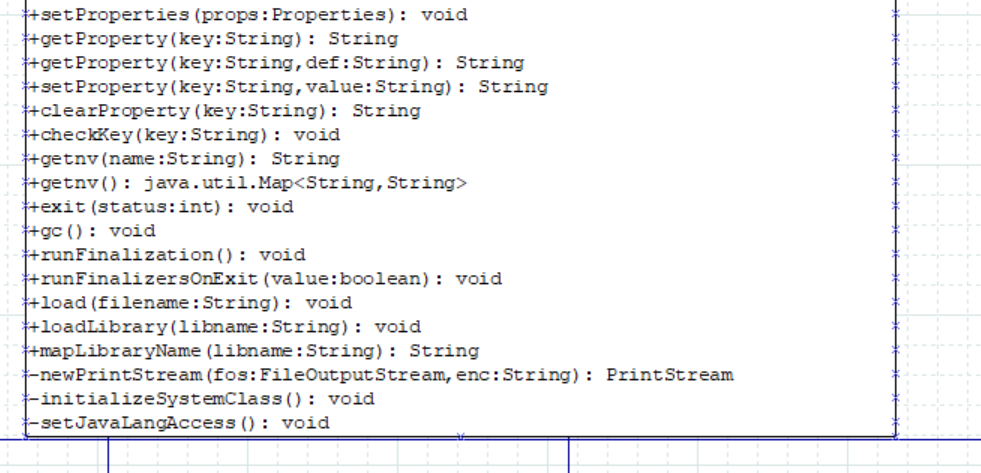 +setProperties(props:Properties): void
+getProperty(key:String): String
+getProperty(key:String,def:String): String
+setProperty(key:String,value:String): String
+clearProperty(key:String): String
+checkKey(key:String): void
+getnv(name:String): String
+getnv(): java.util.Map<String,String>
+exit(status:int): void
+gc(): void
+runFinalization(): void
+runFinalizersOnExit(value:boolean): void
+load(filename:String): void
+loadLibrary(libname:String): void
+mapLibraryName(libname:String): String
-newPrintStream(fos:FileOutputStream,enc:String): PrintStream
-initializeSystemClass(): void
-setJavaLangAccess(): void